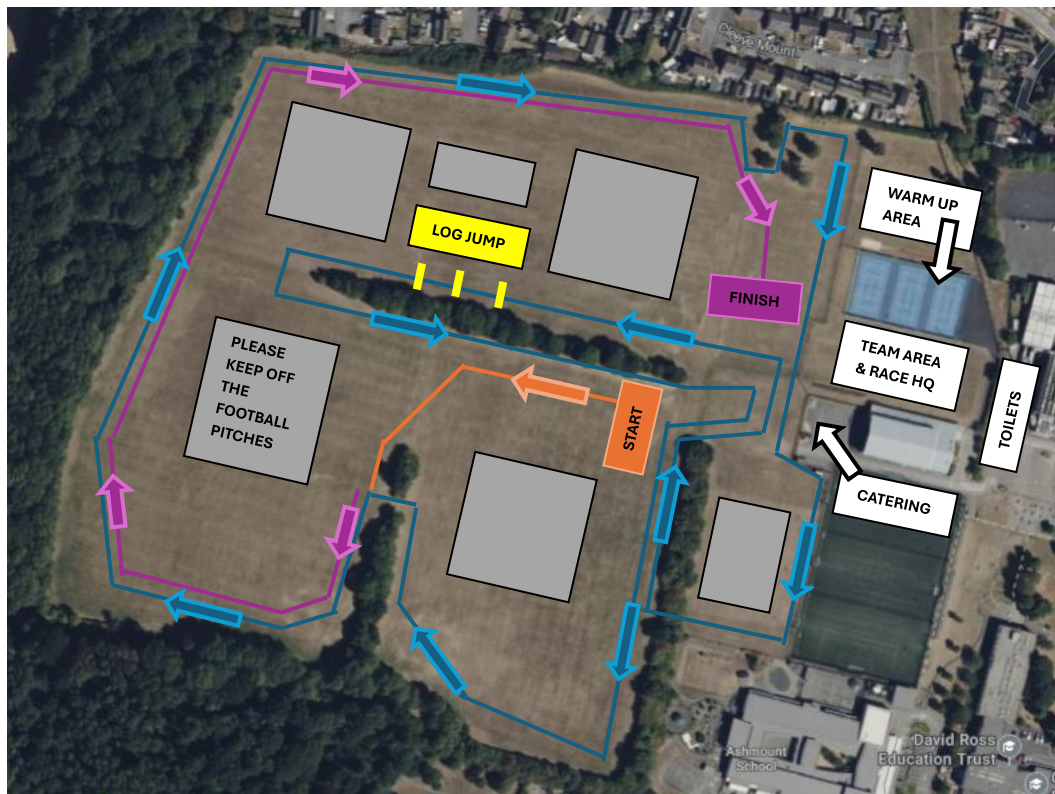 Cleeve Mount
WARM UP
AREA
LOG JUMP
FINISH
PLEASE
KEEP OFF
THE
FOOTBALL
PITCHES
TEAM AREA
& RACE HQ
TOILETS
START
CATERING
David Ross
Education Trust
Ashmount
School